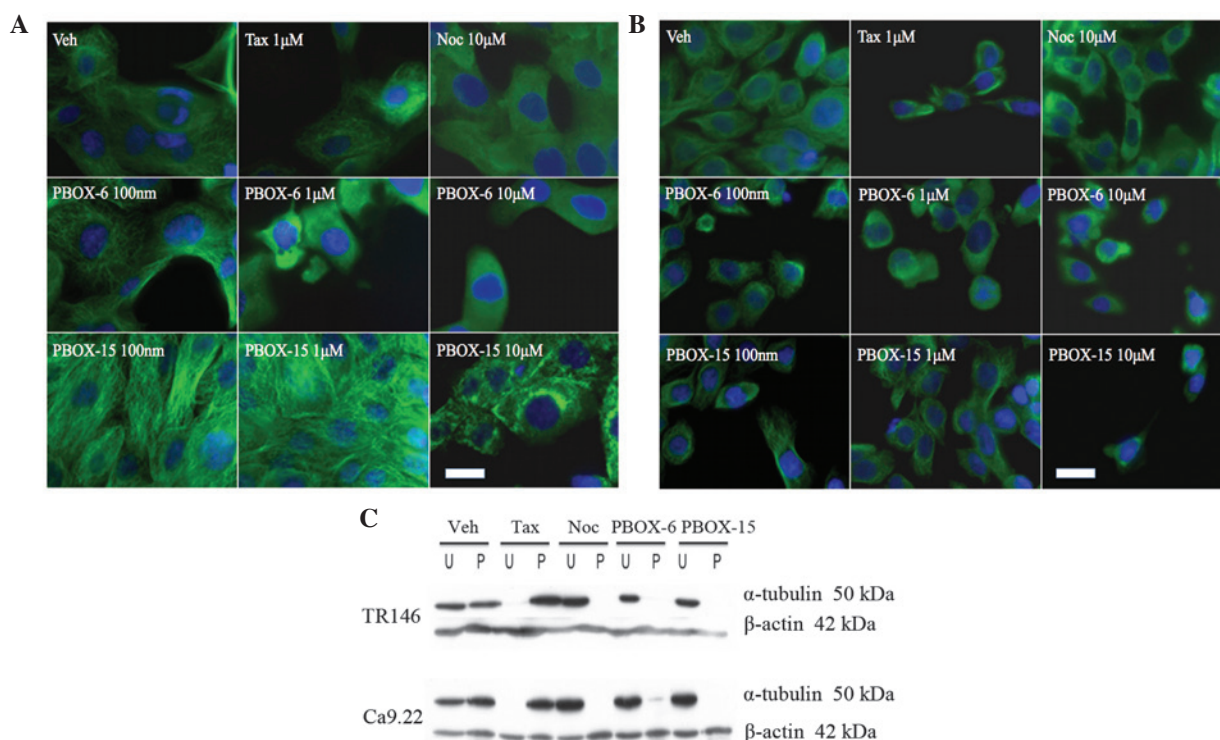 A
B
Veh
Tax 1μM
Noc 10μM
Veh
Tax 1μM
Noc 10μM
PBOX-6 100nm
PBOX-6 1μM
PBOX-6 10μM
PBOX-6 100nm
PBOX-6 1μM
PBOX-6 10μM
PBOX-15 100nm
PBOX-15 1μM
PBOX-15 10μM
PBOX-15 100nm
PBOX-15 1μM
PBOX-15 10μM
C
Veh Tax Noc PBOX-6 PBOX-15
U P U P U P U P
TR146
α-tubulin 50 kDa
β-actin 42 kDa
Ca9.22
α-tubulin 50 kDa
β-actin 42 kDa